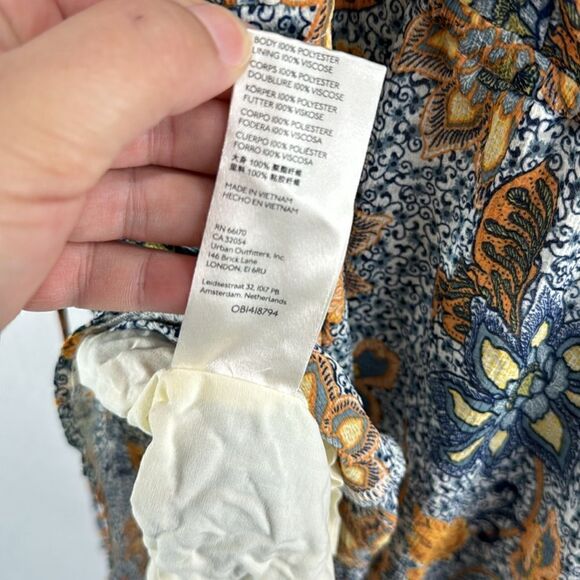 BODY 100% POLYESTER
LINING 100% VISCOSE
CORPS 100% POLYESTER
DOUBLURE 100% VISCOSE
KÖRPER 100% POLYESTER
FUTTER 100% VISKOSE
CORPO 100% POLIESTERE
FODERA 100% VISCOSA
CUERPO 100% POLIÉSTER
FORRO 100% VISCOSA
大身 100% 聚酯纤维
里料 100% 粘胶纤维
MADE IN VIETNAM
HECHO EN VIETNAM
RN 66170
CA 32054
Urban Outfitters, Inc.
146 Brick Lane
LONDON, E1 6RU
Leidsestraat 32, 1017 PB
Amsterdam, Netherlands
OB1418794